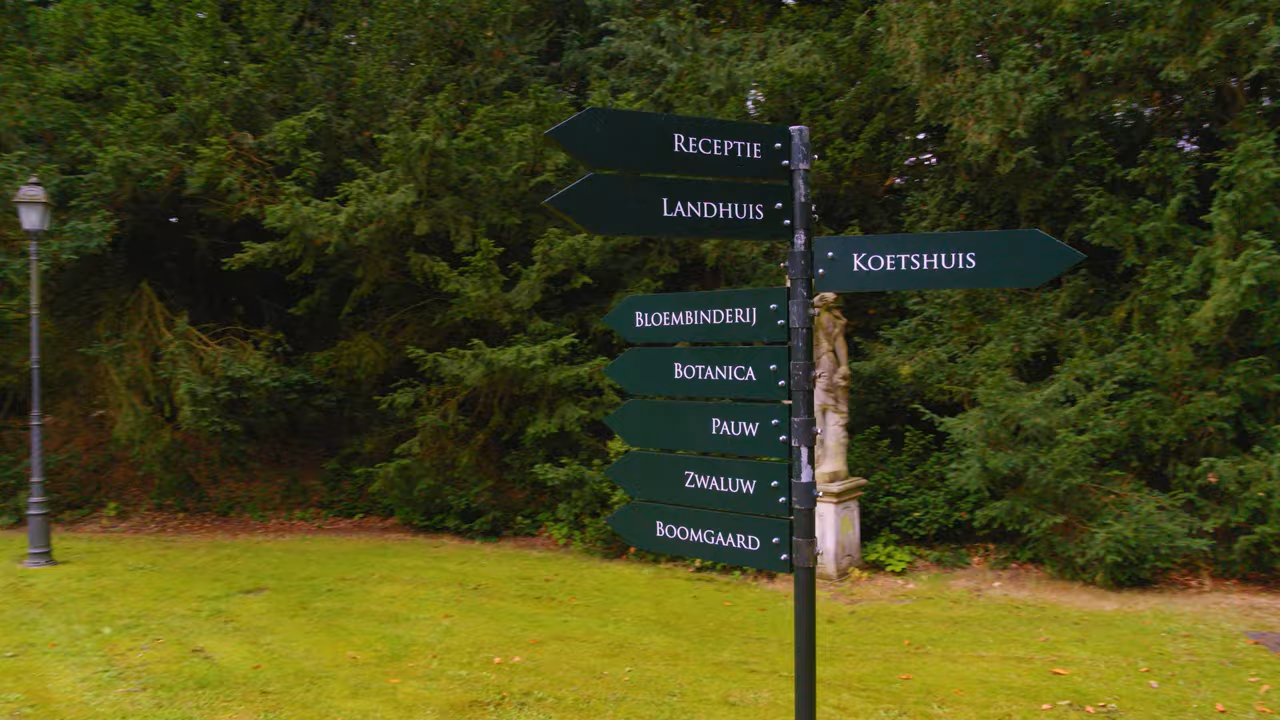 Receptie
Landhuis
Koetshuis
Bloembinderij
Botanica
Pauw
Zwaluw
Boomgaard